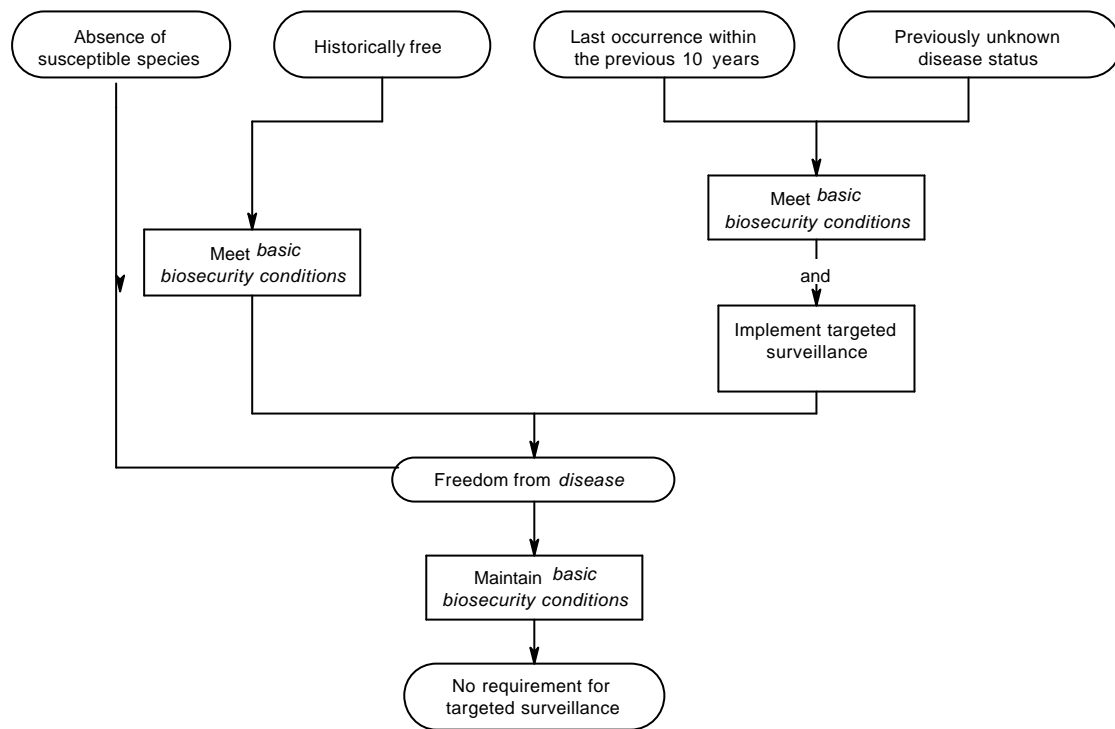 Absence of
susceptible species
Historically free
Last occurrence within
the previous 10 years
Previously unknown
disease status
Meet basic
biosecurity conditions
Meet basic
biosecurity conditions
and
Implement targeted
surveillance
Freedom from disease
Maintain basic
biosecurity conditions
No requirement for
targeted surveillance